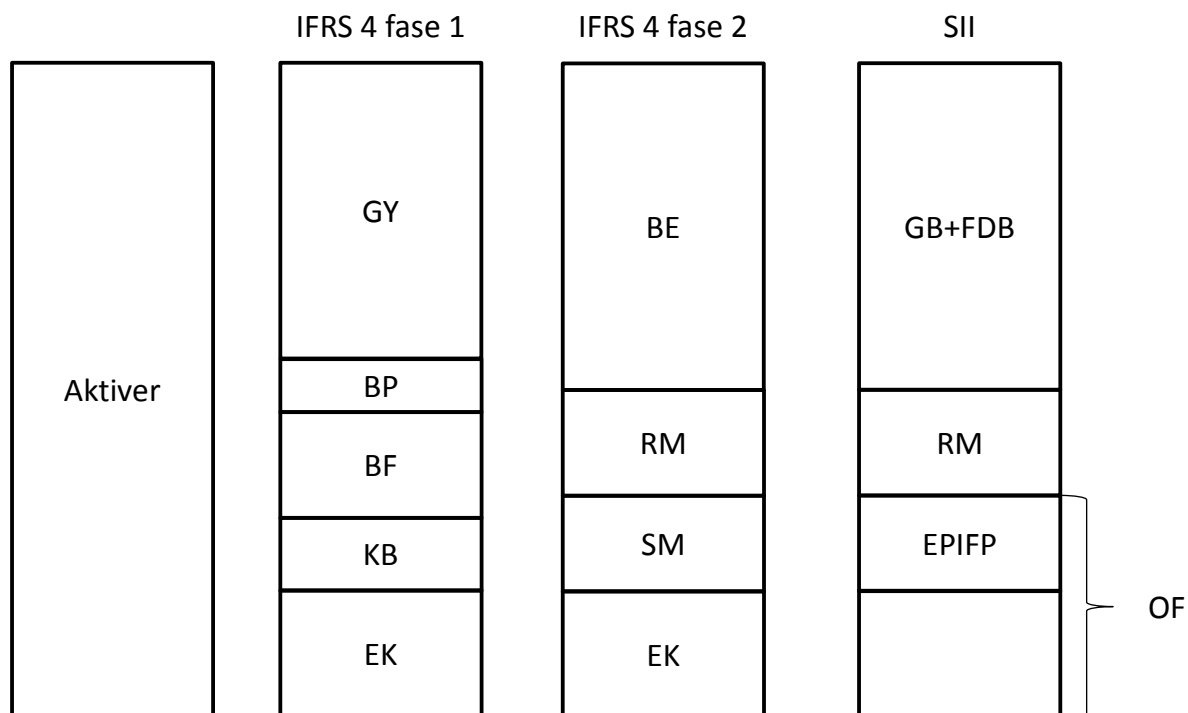 IFRS 4 fase 1
IFRS 4 fase 2
SII
Aktiver
GY
BP
BF
KB
EK
BE
RM
SM
EK
GB+FDB
RM
EPIFP
OF